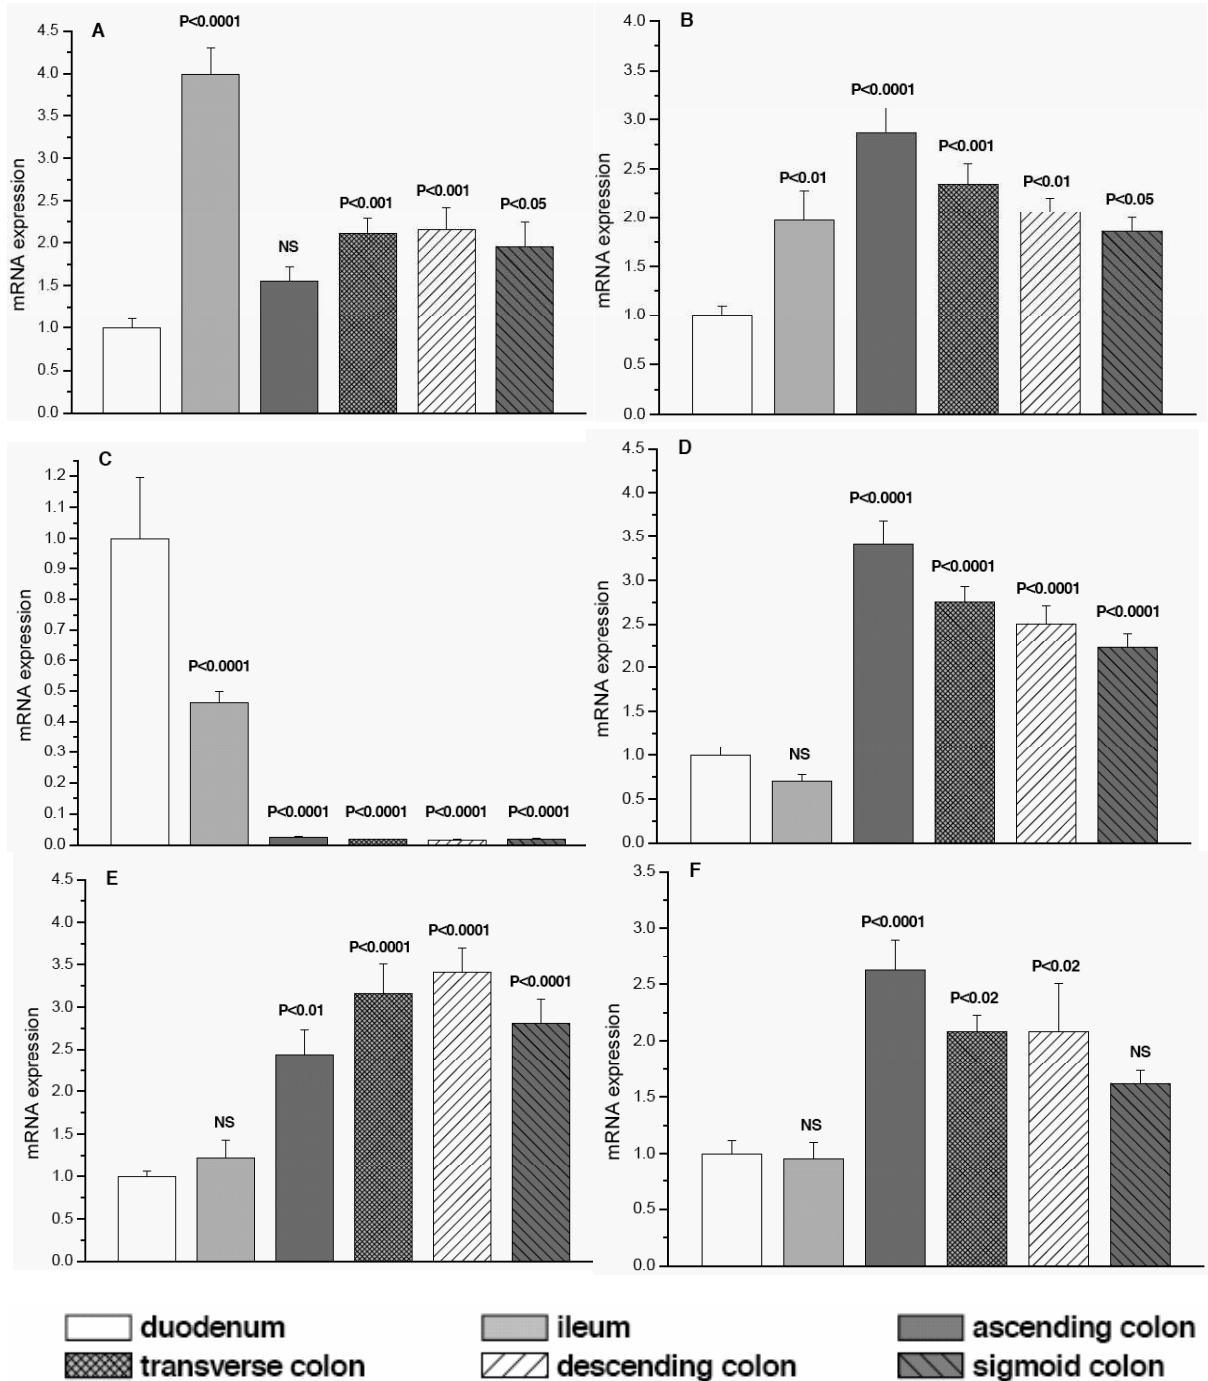 A
P<0.0001
4.5
4.0
3.5
3.0
2.5
2.0
1.5
1.0
0.5
0.0
mRNA expression
NS
P<0.001
P<0.001
P<0.05
B
4.0
3.5
3.0
2.5
2.0
1.5
1.0
0.5
0.0
mRNA expression
P<0.01
P<0.0001
P<0.001
P<0.01
P<0.05
C
1.2
1.1
1.0
0.9
0.8
0.7
0.6
0.5
0.4
0.3
0.2
0.1
0.0
mRNA expression
P<0.0001
P<0.0001
P<0.0001
P<0.0001
P<0.0001
D
4.5
4.0
3.5
3.0
2.5
2.0
1.5
1.0
0.5
0.0
mRNA expression
NS
P<0.0001
P<0.0001
P<0.0001
P<0.0001
E
4.5
4.0
3.5
3.0
2.5
2.0
1.5
1.0
0.5
0.0
mRNA expression
NS
P<0.01
P<0.0001
P<0.0001
P<0.0001
F
3.5
3.0
2.5
2.0
1.5
1.0
0.5
0.0
mRNA expression
NS
P<0.0001
P<0.02
P<0.02
NS
duodenum ileum ascending colon
transverse colon descending colon sigmoid colon